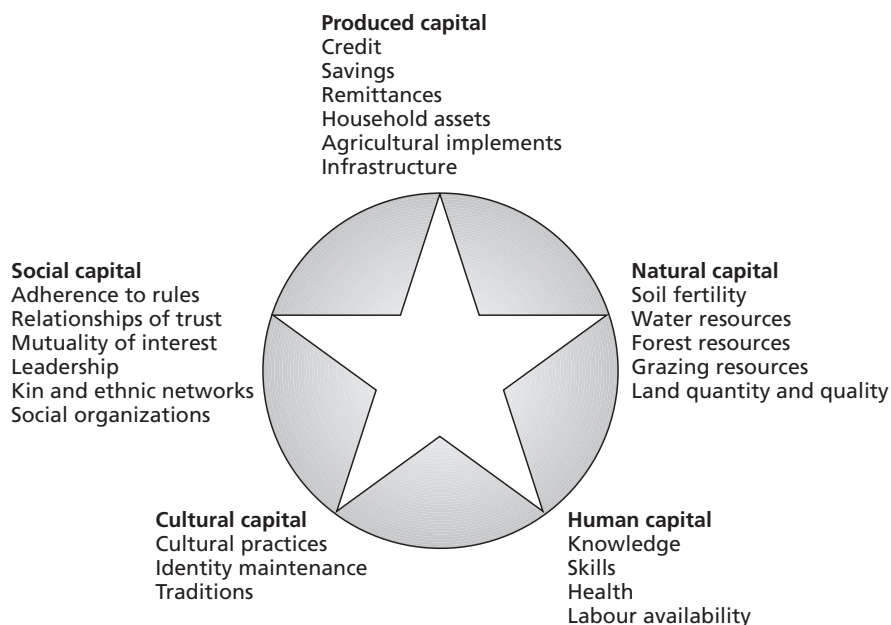 Produced capital
Credit
Savings
Remittances
Household assets
Agricultural implements
Infrastructure
Social capital
Adherence to rules
Relationships of trust
Mutuality of interest
Leadership
Kin and ethnic networks
Social organizations
Natural capital
Soil fertility
Water resources
Forest resources
Grazing resources
Land quantity and quality
Cultural capital
Cultural practices
Identity maintenance
Traditions
Human capital
Knowledge
Skills
Health
Labour availability